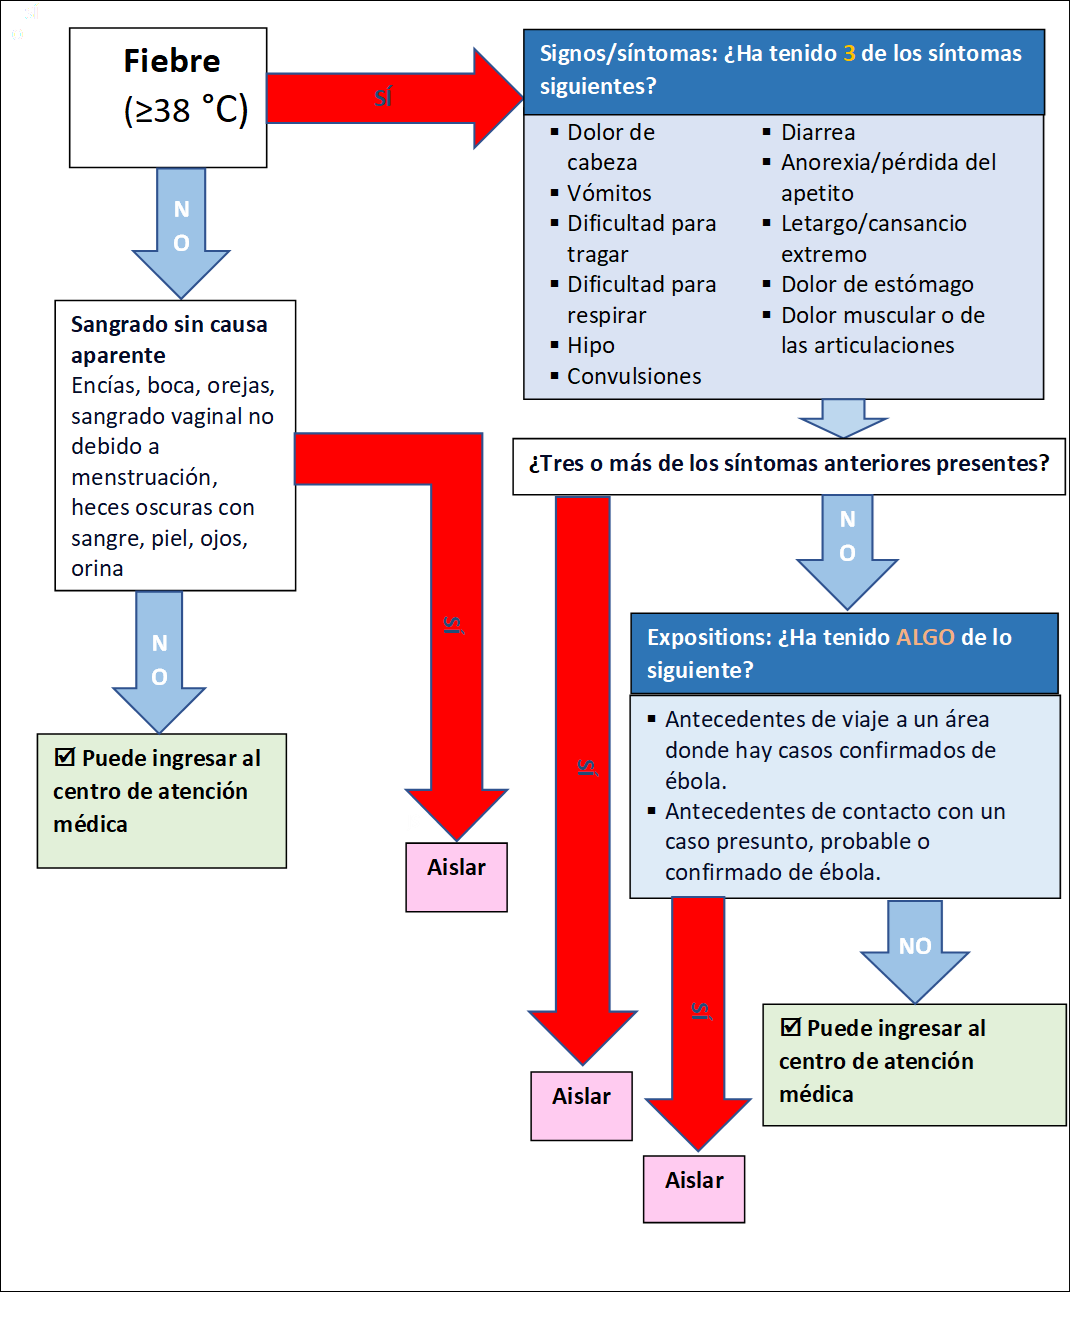 Fiebre
(≥38 °C)
SÍ
Signos/síntomas: ¿Ha tenido 3 de los síntomas
siguientes?
▪ Dolor de
cabeza
▪ Vómitos
▪ Dificultad para
tragar
▪ Dificultad para
respirar
▪ Hipo
▪ Convulsiones
▪ Diarrea
▪ Anorexia/pérdida del
apetito
▪ Letargo/cansancio
extremo
▪ Dolor de estómago
▪ Dolor muscular o de
las articulaciones
N
O
Sangrado sin causa
aparente
Encías, boca, orejas,
sangrado vaginal no
debido a
menstruación,
heces oscuras con
sangre, piel, ojos,
orina
SÍ
Aislar
N
O
☑ Puede ingresar al
centro de atención
médica
¿Tres o más de los síntomas anteriores presentes?
SÍ
Aislar
N
O
Expositions: ¿Ha tenido ALGO de lo
siguiente?
▪ Antecedentes de viaje a un área
donde hay casos confirmados de
ébola.
▪ Antecedentes de contacto con un
caso presunto, probable o
confirmado de ébola.
SÍ
Aislar
NO
☑ Puede ingresar al
centro de atención
médica